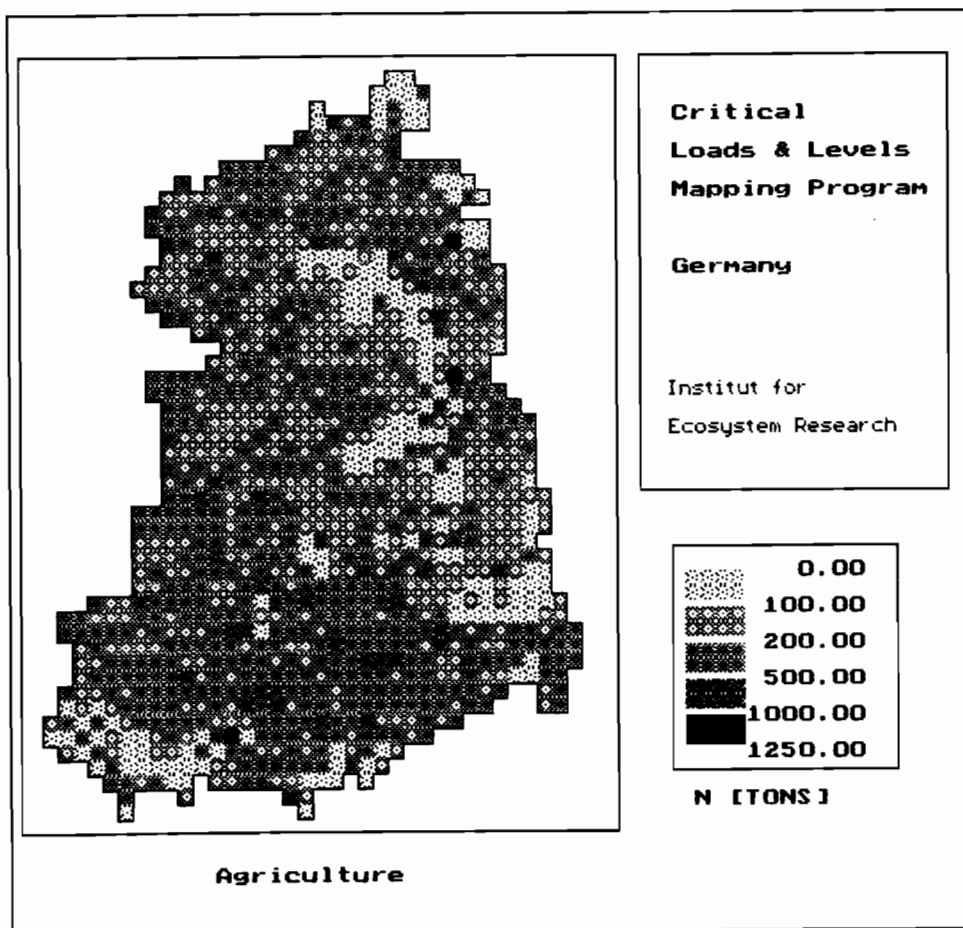 Critical
Loads & Levels
Mapping Program
Germany
Institut for
Ecosystem Research
0.00
100.00
200.00
500.00
1000.00
1250.00
N [TONS]
Agriculture